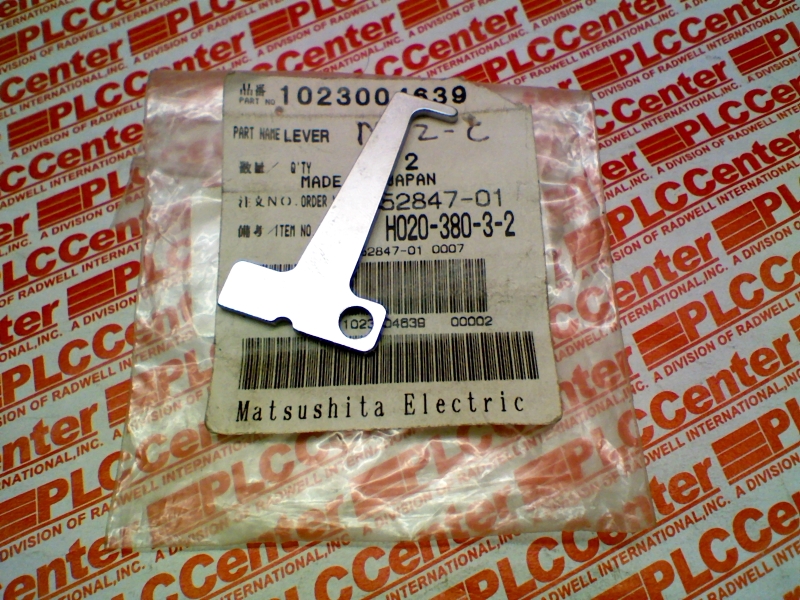 品番
PART NO 1023004639
PART NAME LEVER
数量/Q'TY 2
MADE JAPAN
注文NO. ORDER 52847-01
備考/ITEM NO H020-380-3-2
52847-01 0007
1023004639 00002
Matsushita Electric
PLCCenter
A DIVISION OF RADWELL INTERNATIONAL, INC.